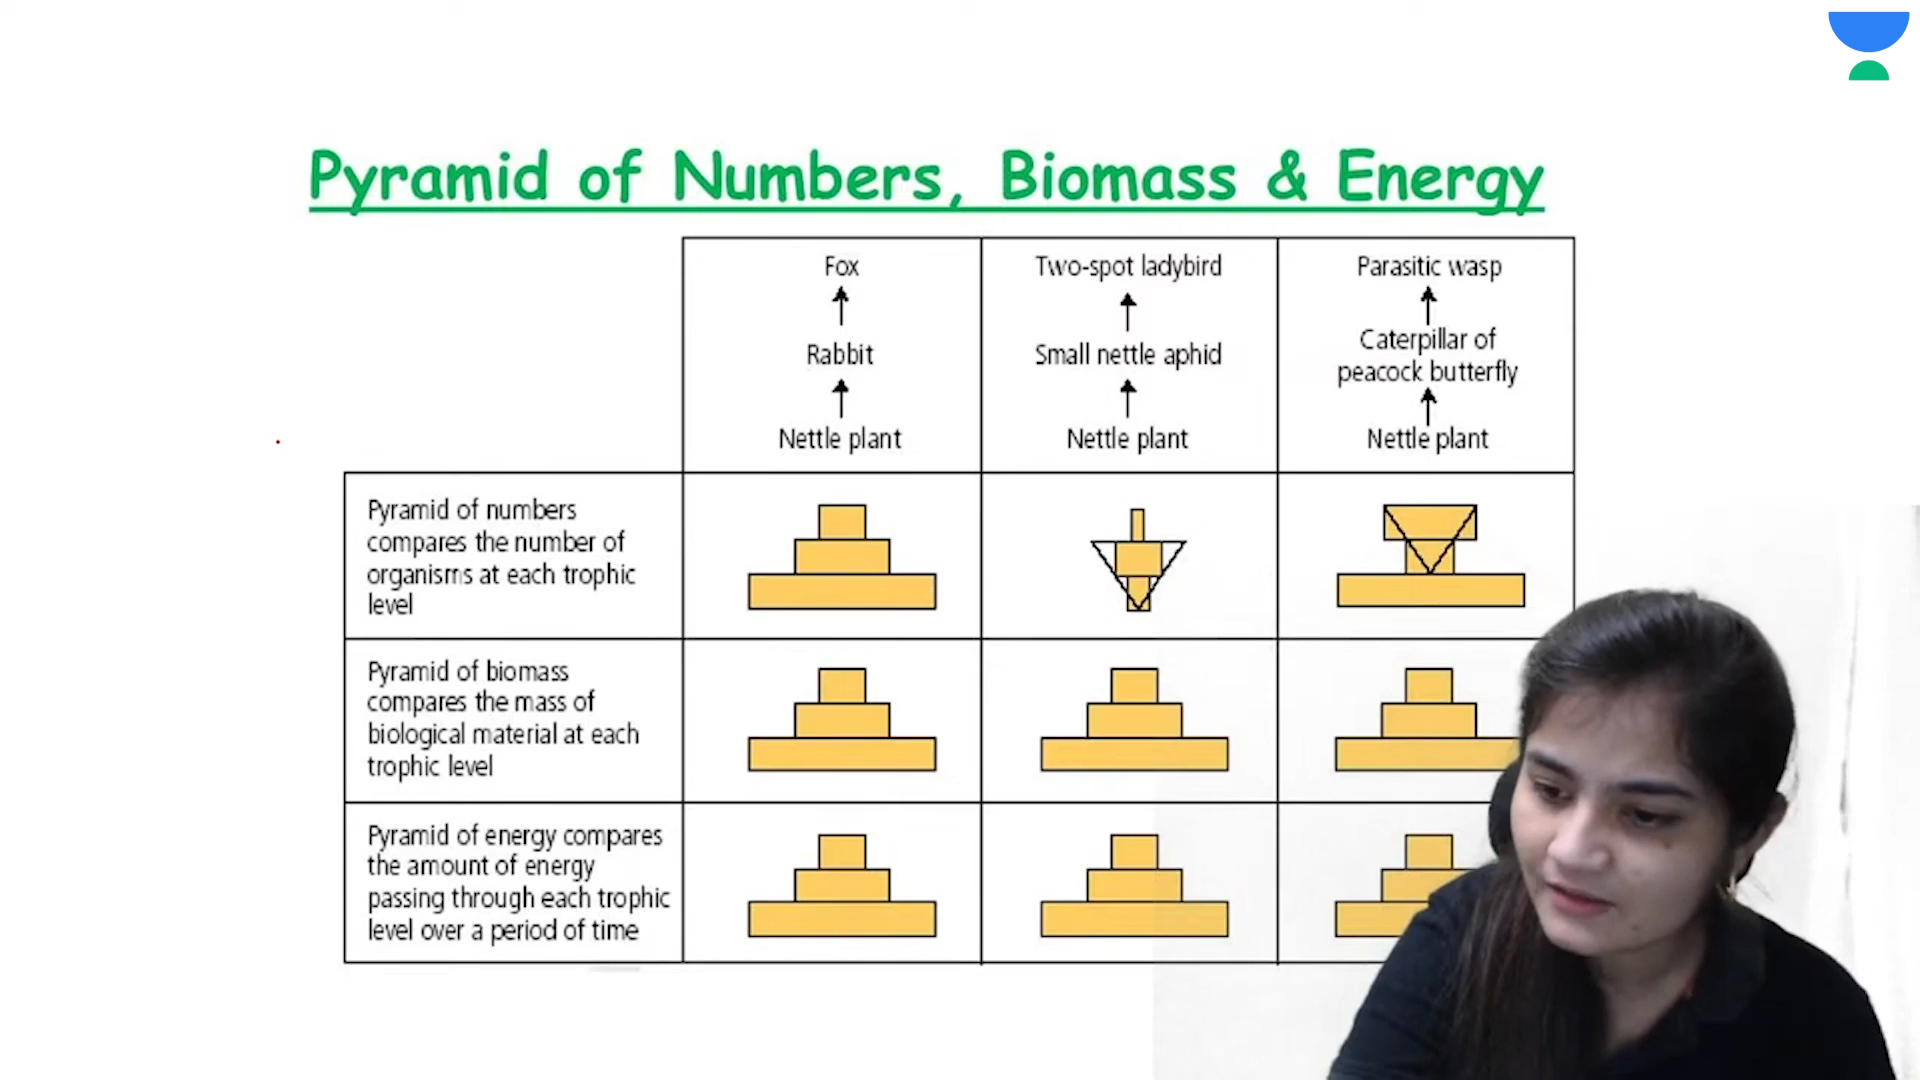 Pyramid of Numbers, Biomass & Energy
Fox
Rabbit
Nettle plant
Two-spot ladybird
Small nettle aphid
Nettle plant
Parasitic wasp
Caterpillar of
peacock butterfly
Nettle plant
Pyramid of numbers
compares the number of
organisms at each trophic
level
Pyramid of biomass
compares the mass of
biological material at each
trophic level
Pyramid of energy compares
the amount of energy
passing through each trophic
level over a period of time